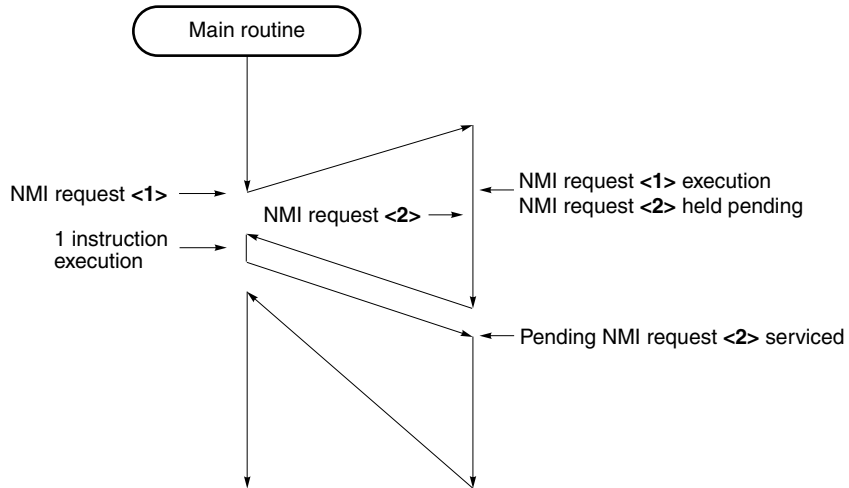 Main routine
NMI request <1>
NMI request <1> execution
NMI request <2> held pending
NMI request <2>
1 instruction
execution
Pending NMI request <2> serviced